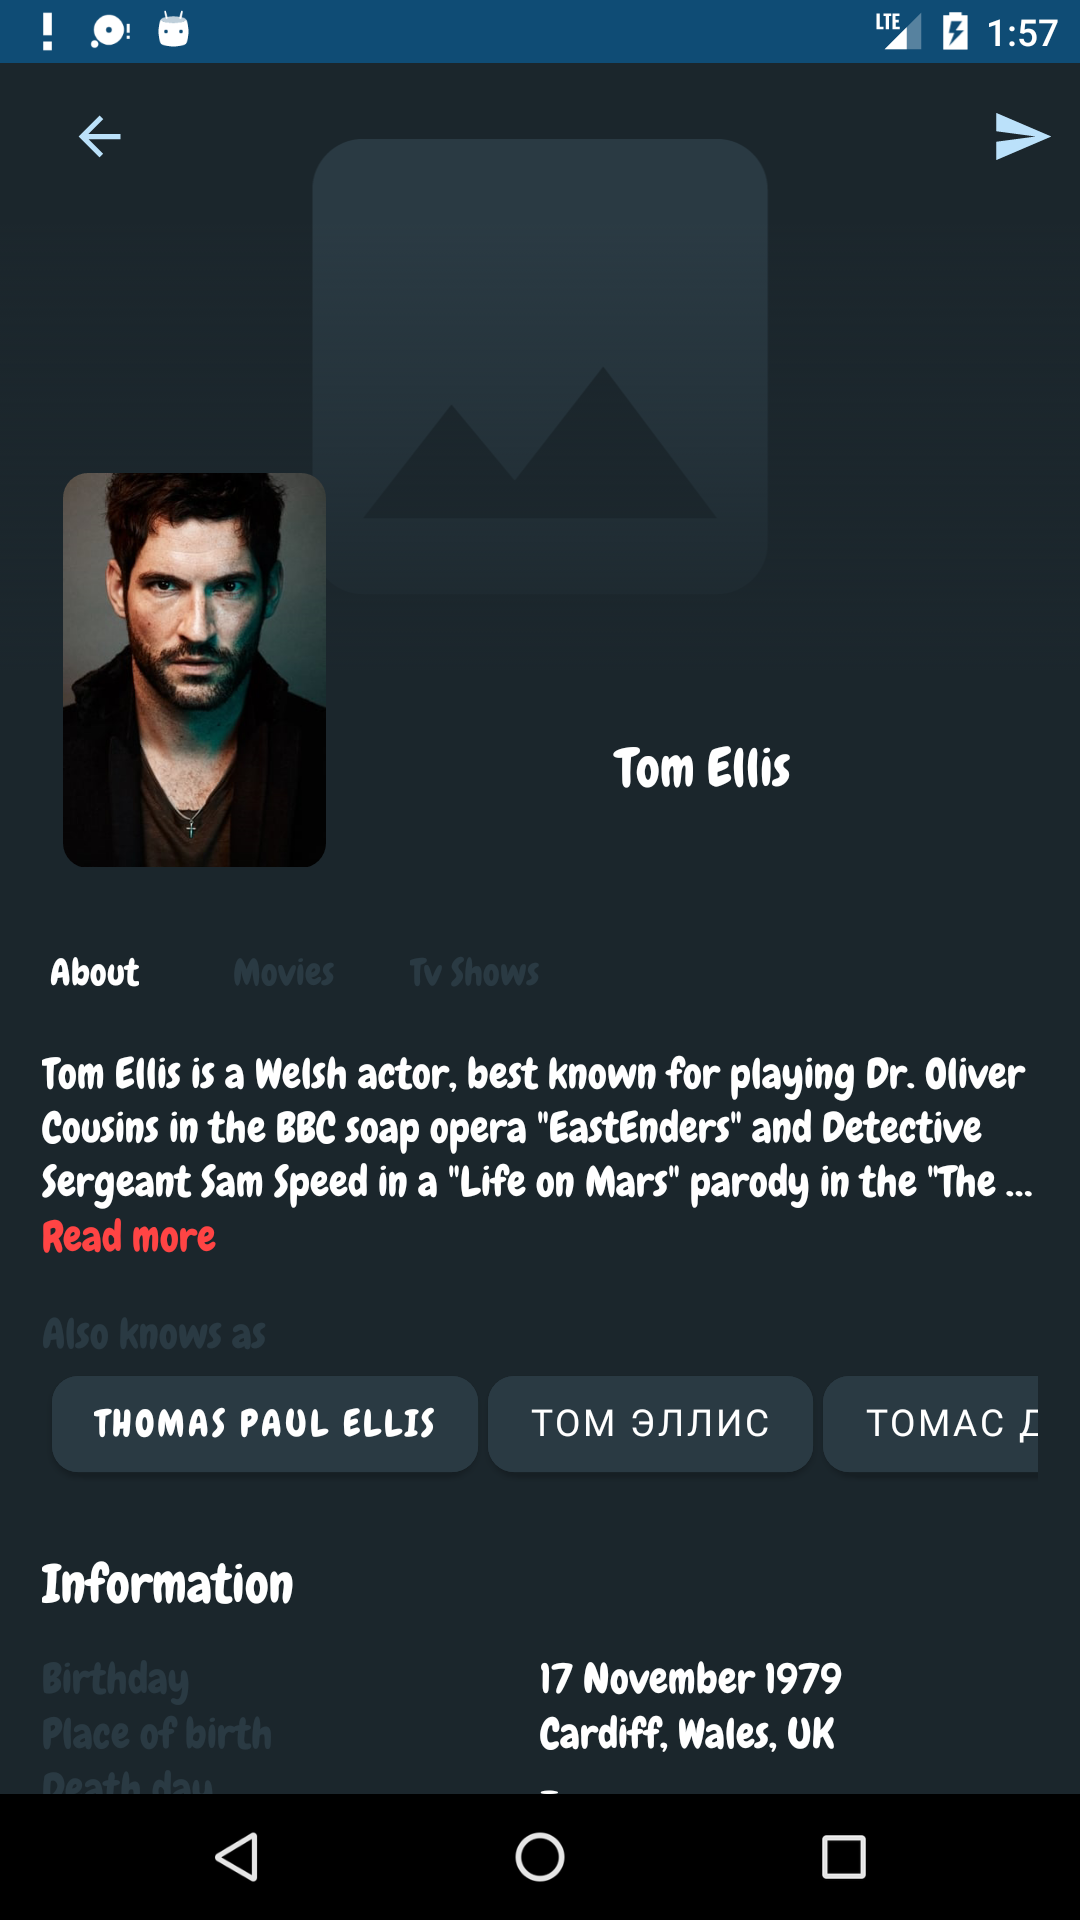 LTE 1:57
Tom Ellis
About Movies Tv Shows
Tom Ellis is a Welsh actor, best known for playing Dr. Oliver
Cousins in the BBC soap opera "EastEnders" and Detective
Sergeant Sam Speed in a "Life on Mars" parody in the "The ...
Read more
Also knows as
THOMAS PAUL ELLIS ТОМ ЭЛЛИС ТОМАС Д
Information
Birthday 17 November 1979
Place of birth Cardiff, Wales, UK
Death day